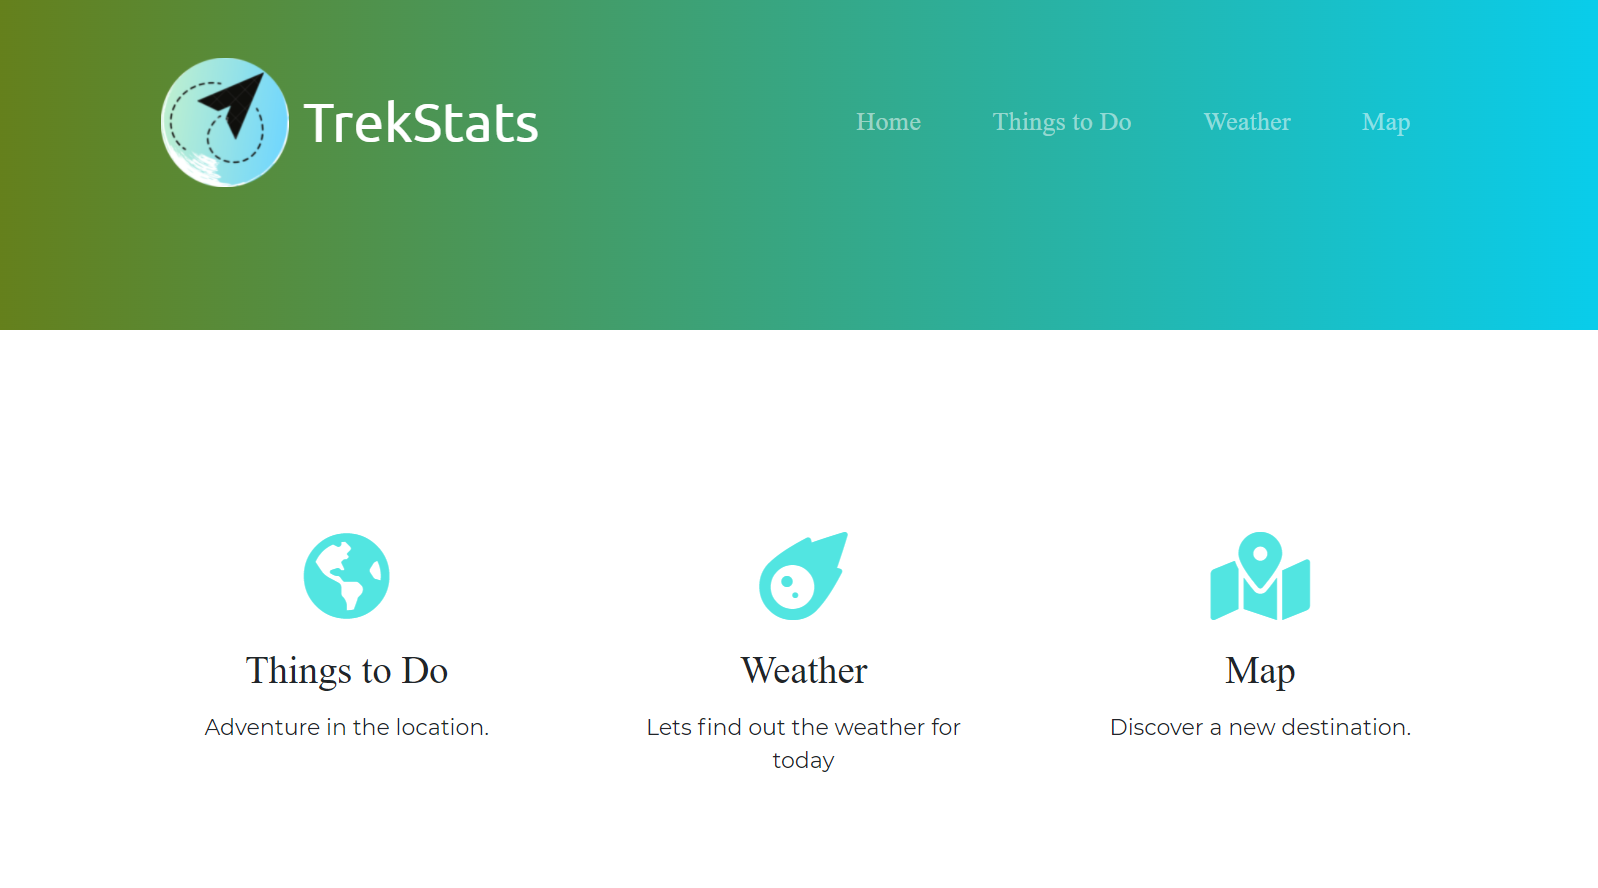 TrekStats
Home Things to Do Weather Map
Things to Do
Adventure in the location.
Weather
Lets find out the weather for
today
Map
Discover a new destination.